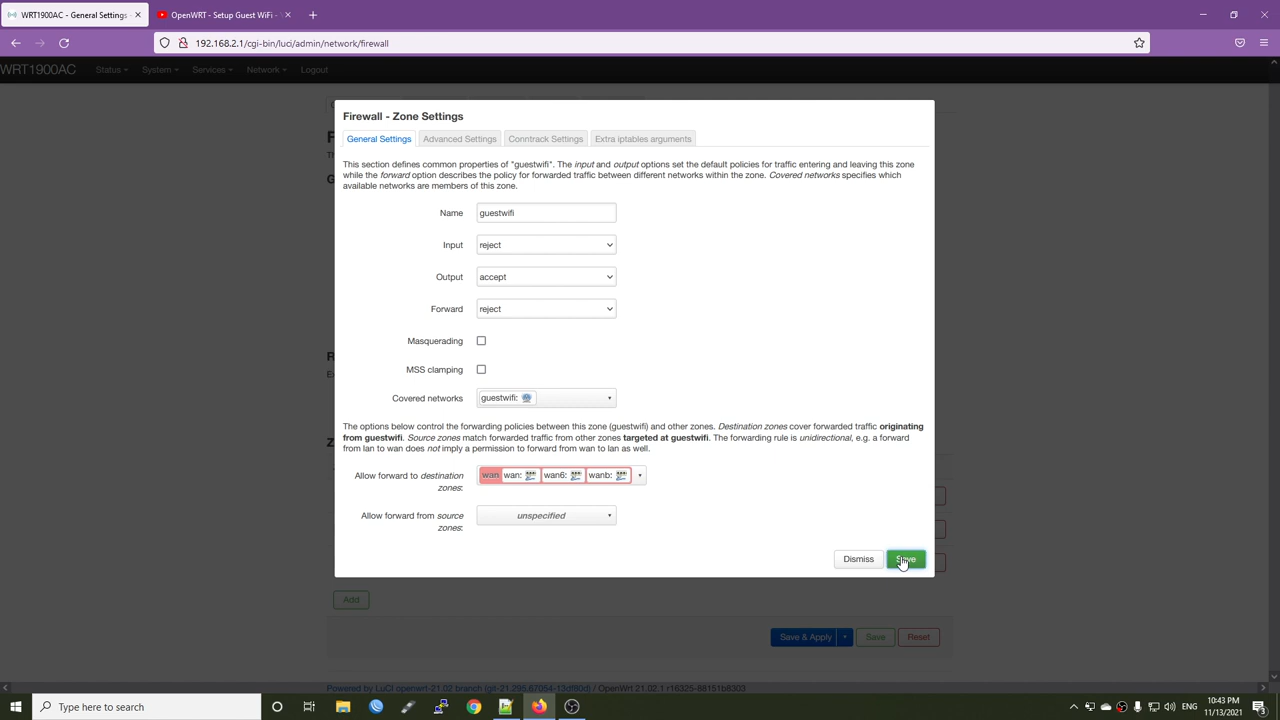 WRT1900AC - General Settings -
OpenWRT - Setup Guest WiFi -
192.168.2.1/cgi-bin/luci/admin/network/firewall
WRT1900AC Status System Services Network Logout
Firewall - Zone Settings
General Settings Advanced Settings Conntrack Settings Extra iptables arguments
This section defines common properties of "guestwifi". The input and output options set the default policies for traffic entering and leaving this zone
while the forward option describes the policy for forwarded traffic between different networks within the zone. Covered networks specifies which
available networks are members of this zone.
Name guestwifi
Input reject
Output accept
Forward reject
Masquerading
MSS clamping
Covered networks guestwifi:
The options below control the forwarding policies between this zone (guestwifi) and other zones. Destination zones cover forwarded traffic originating
from guestwifi. Source zones match forwarded traffic from other zones targeted at guestwifi. The forwarding rule is unidirectional, e.g. a forward
from lan to wan does not imply a permission to forward from wan to lan as well.
Allow forward to destination
zones:
wan wan: wan6: wanb:
Allow forward from source
zones:
unspecified
Dismiss Save
Add
Save & Apply Save Reset
Powered by LuCI openwrt-21.02 branch (git-21.295.67054-13df80d) / OpenWrt 21.02.1 r16325-88151b8303
Type here to search
ENG
10:43 PM
11/13/2021